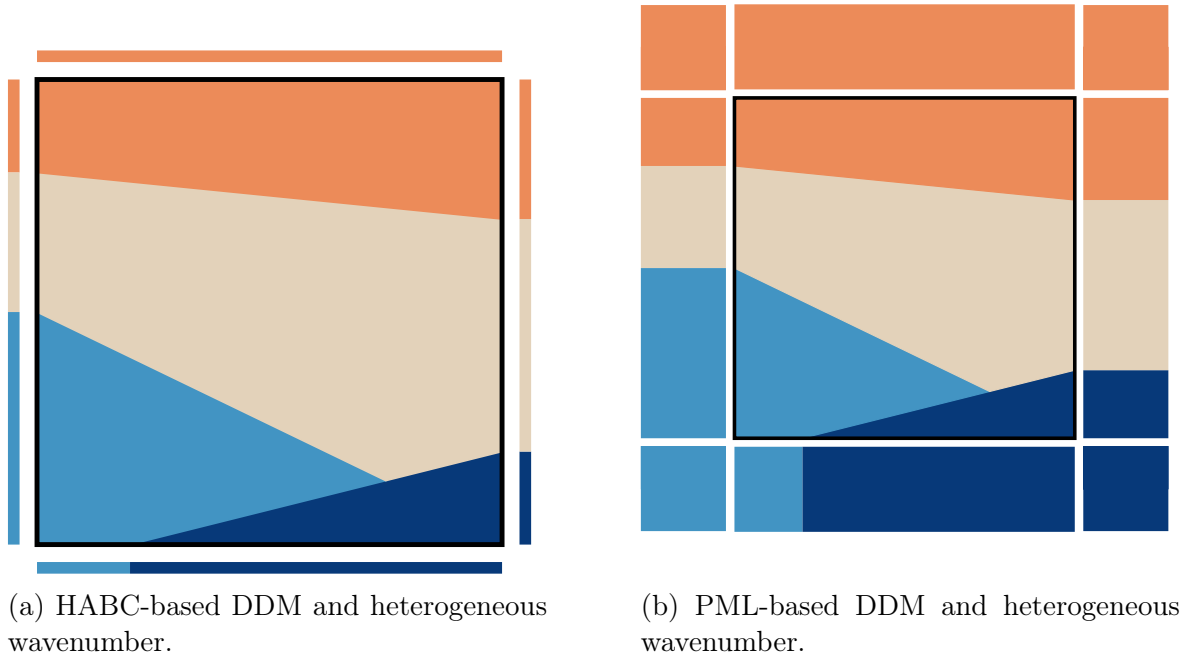 (a) HABC-based DDM and heterogeneous
wavenumber.
(b) PML-based DDM and heterogeneous
wavenumber.